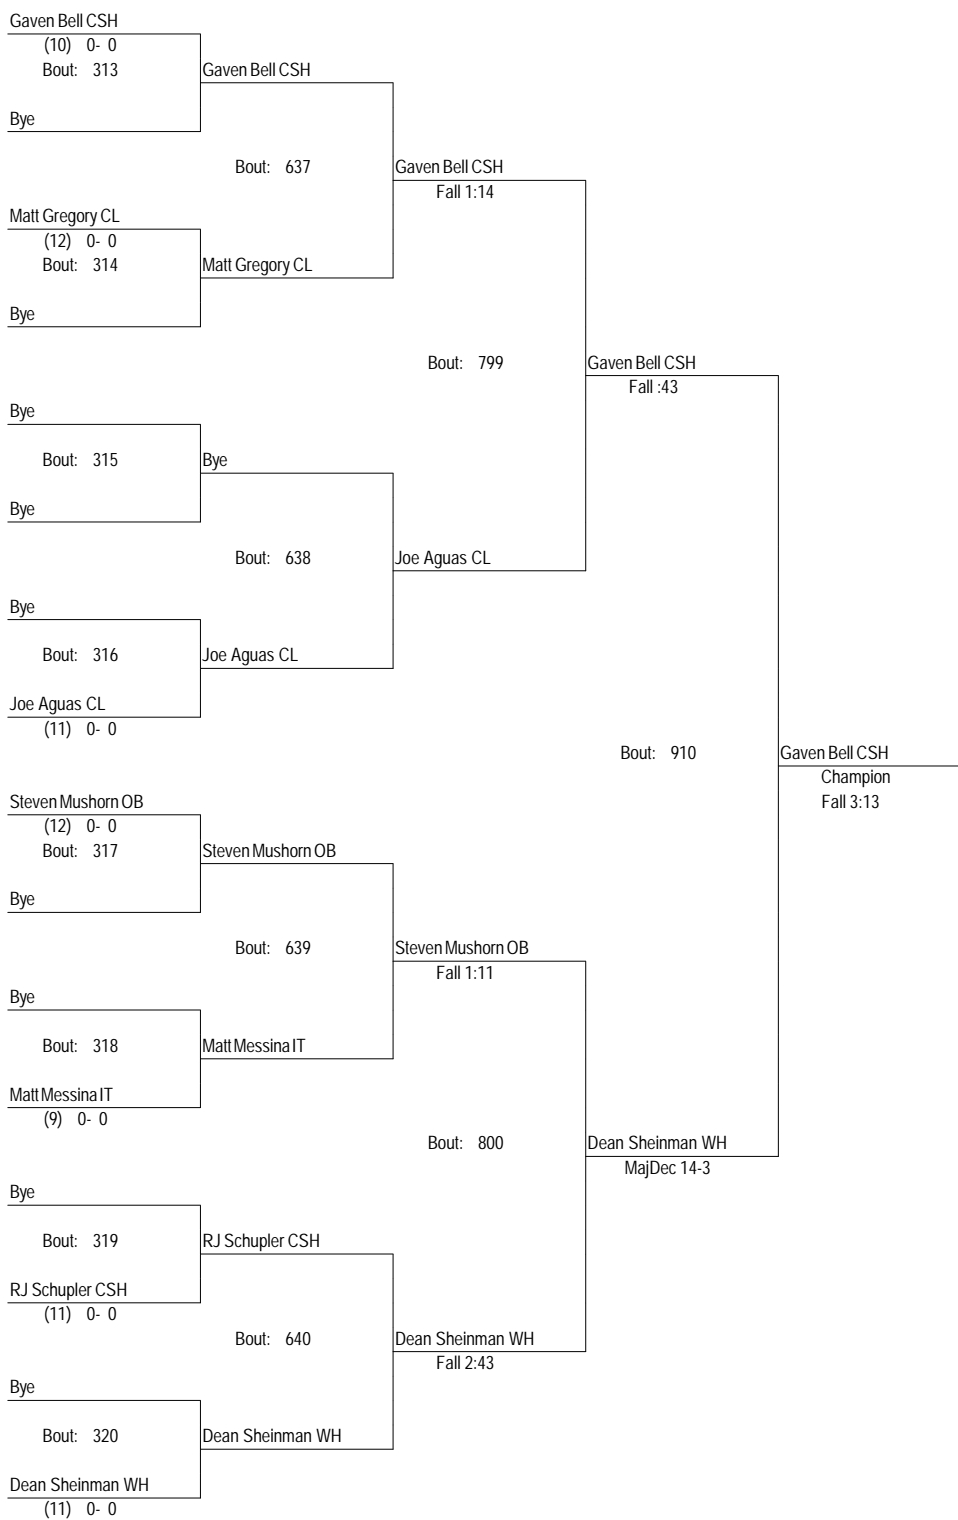 Gaven Bell CSH
(10) 0- 0
Bout: 313
Gaven Bell CSH
Bye
Bout: 637
Gaven Bell CSH
Fall 1:14
Matt Gregory CL
(12) 0- 0
Bout: 314
Matt Gregory CL
Bye
Bout: 799
Gaven Bell CSH
Fall :43
Bye
Bout: 315
Bye
Bye
Bout: 638
Joe Aguas CL
Bye
Bout: 316
Joe Aguas CL
Joe Aguas CL
(11) 0- 0
Bout: 910
Gaven Bell CSH
Champion
Fall 3:13
Steven Mushorn OB
(12) 0- 0
Bout: 317
Steven Mushorn OB
Bye
Bout: 639
Steven Mushorn OB
Fall 1:11
Bye
Bout: 318
Matt Messina IT
Matt Messina IT
(9) 0- 0
Bout: 800
Dean Sheinman WH
MajDec 14-3
Bye
Bout: 319
RJ Schupler CSH
RJ Schupler CSH
(11) 0- 0
Bout: 640
Dean Sheinman WH
Fall 2:43
Bye
Bout: 320
Dean Sheinman WH
Dean Sheinman WH
(11) 0- 0